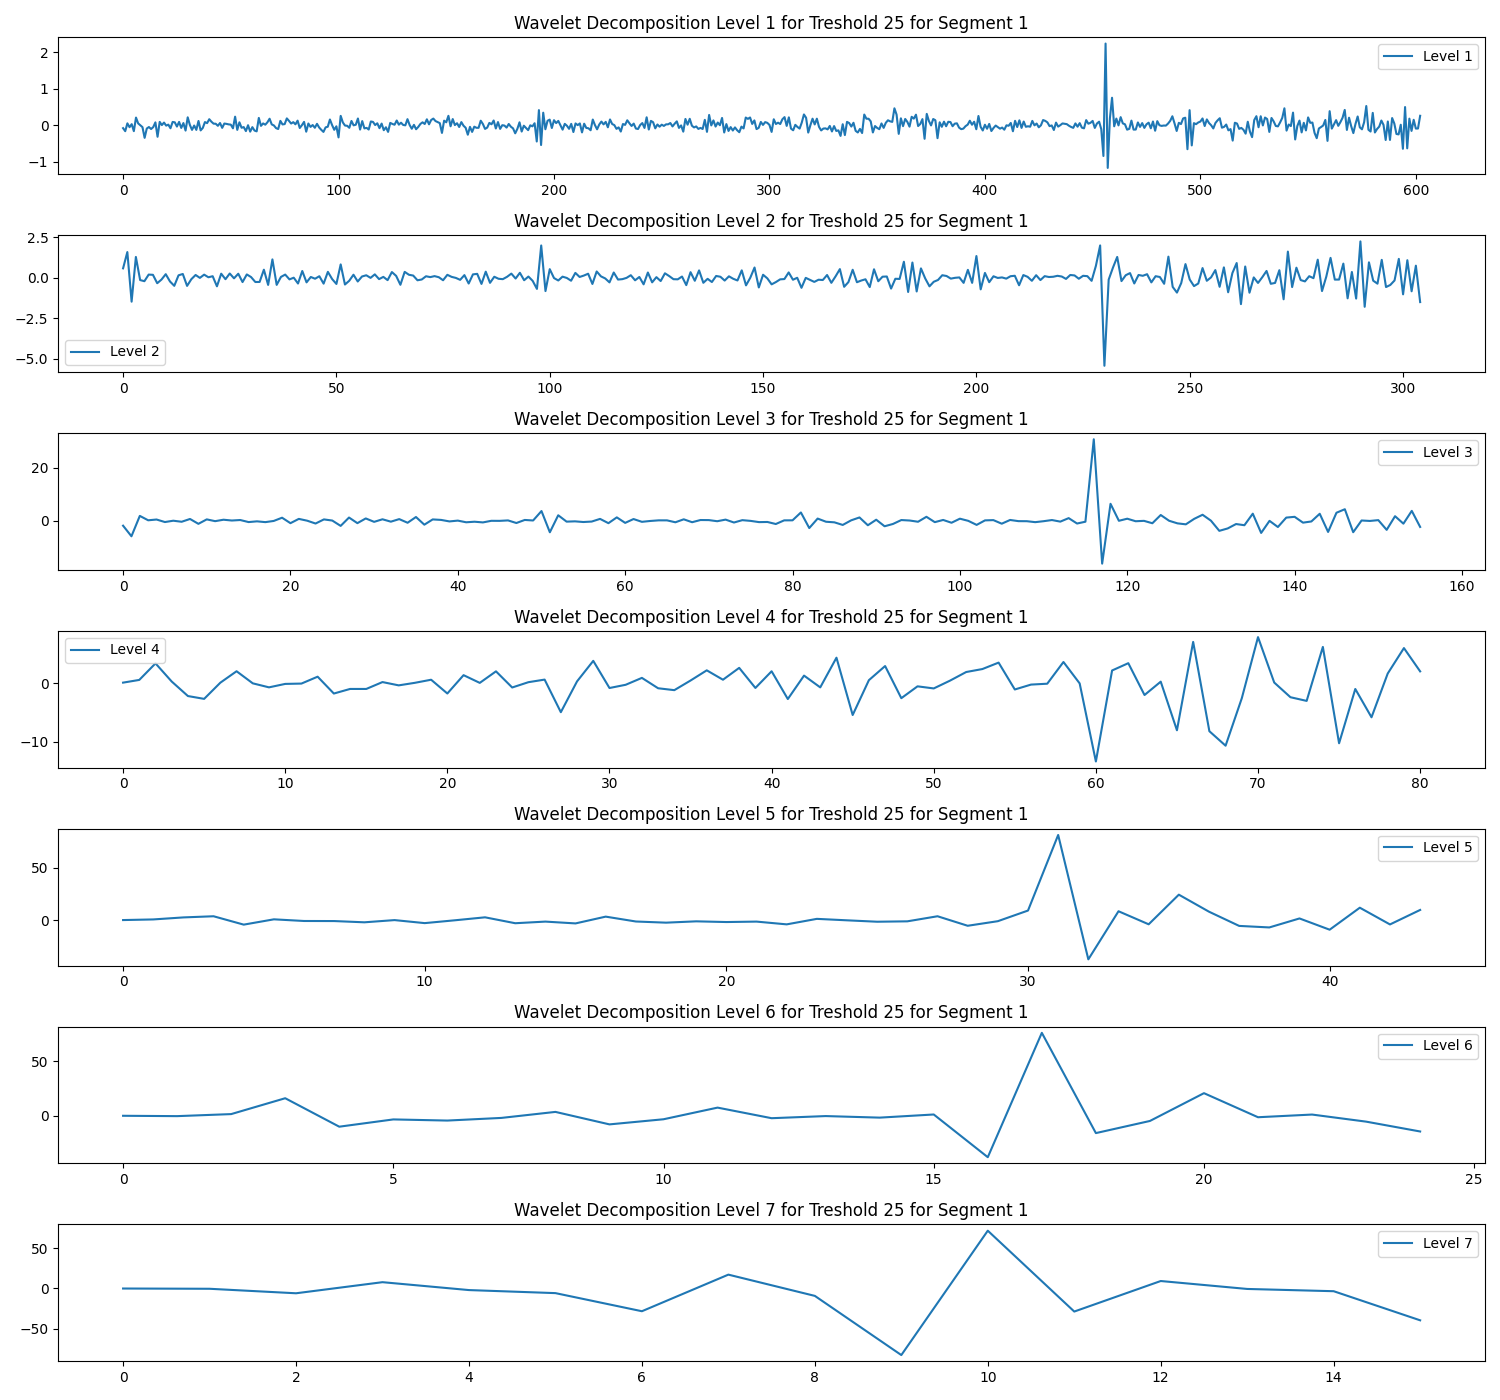 Wavelet Decomposition Level 1 for Treshold 25 for Segment 1
2
1
0
−1
Level 1
0 100 200 300 400 500 600
Wavelet Decomposition Level 2 for Treshold 25 for Segment 1
2.5
0.0
−2.5
−5.0
Level 2
0 50 100 150 200 250 300
Wavelet Decomposition Level 3 for Treshold 25 for Segment 1
20
0
Level 3
0 20 40 60 80 100 120 140 160
Wavelet Decomposition Level 4 for Treshold 25 for Segment 1
0
−10
Level 4
0 10 20 30 40 50 60 70 80
Wavelet Decomposition Level 5 for Treshold 25 for Segment 1
50
0
Level 5
0 10 20 30 40
Wavelet Decomposition Level 6 for Treshold 25 for Segment 1
50
0
Level 6
0 5 10 15 20 25
Wavelet Decomposition Level 7 for Treshold 25 for Segment 1
50
0
−50
Level 7
0 2 4 6 8 10 12 14